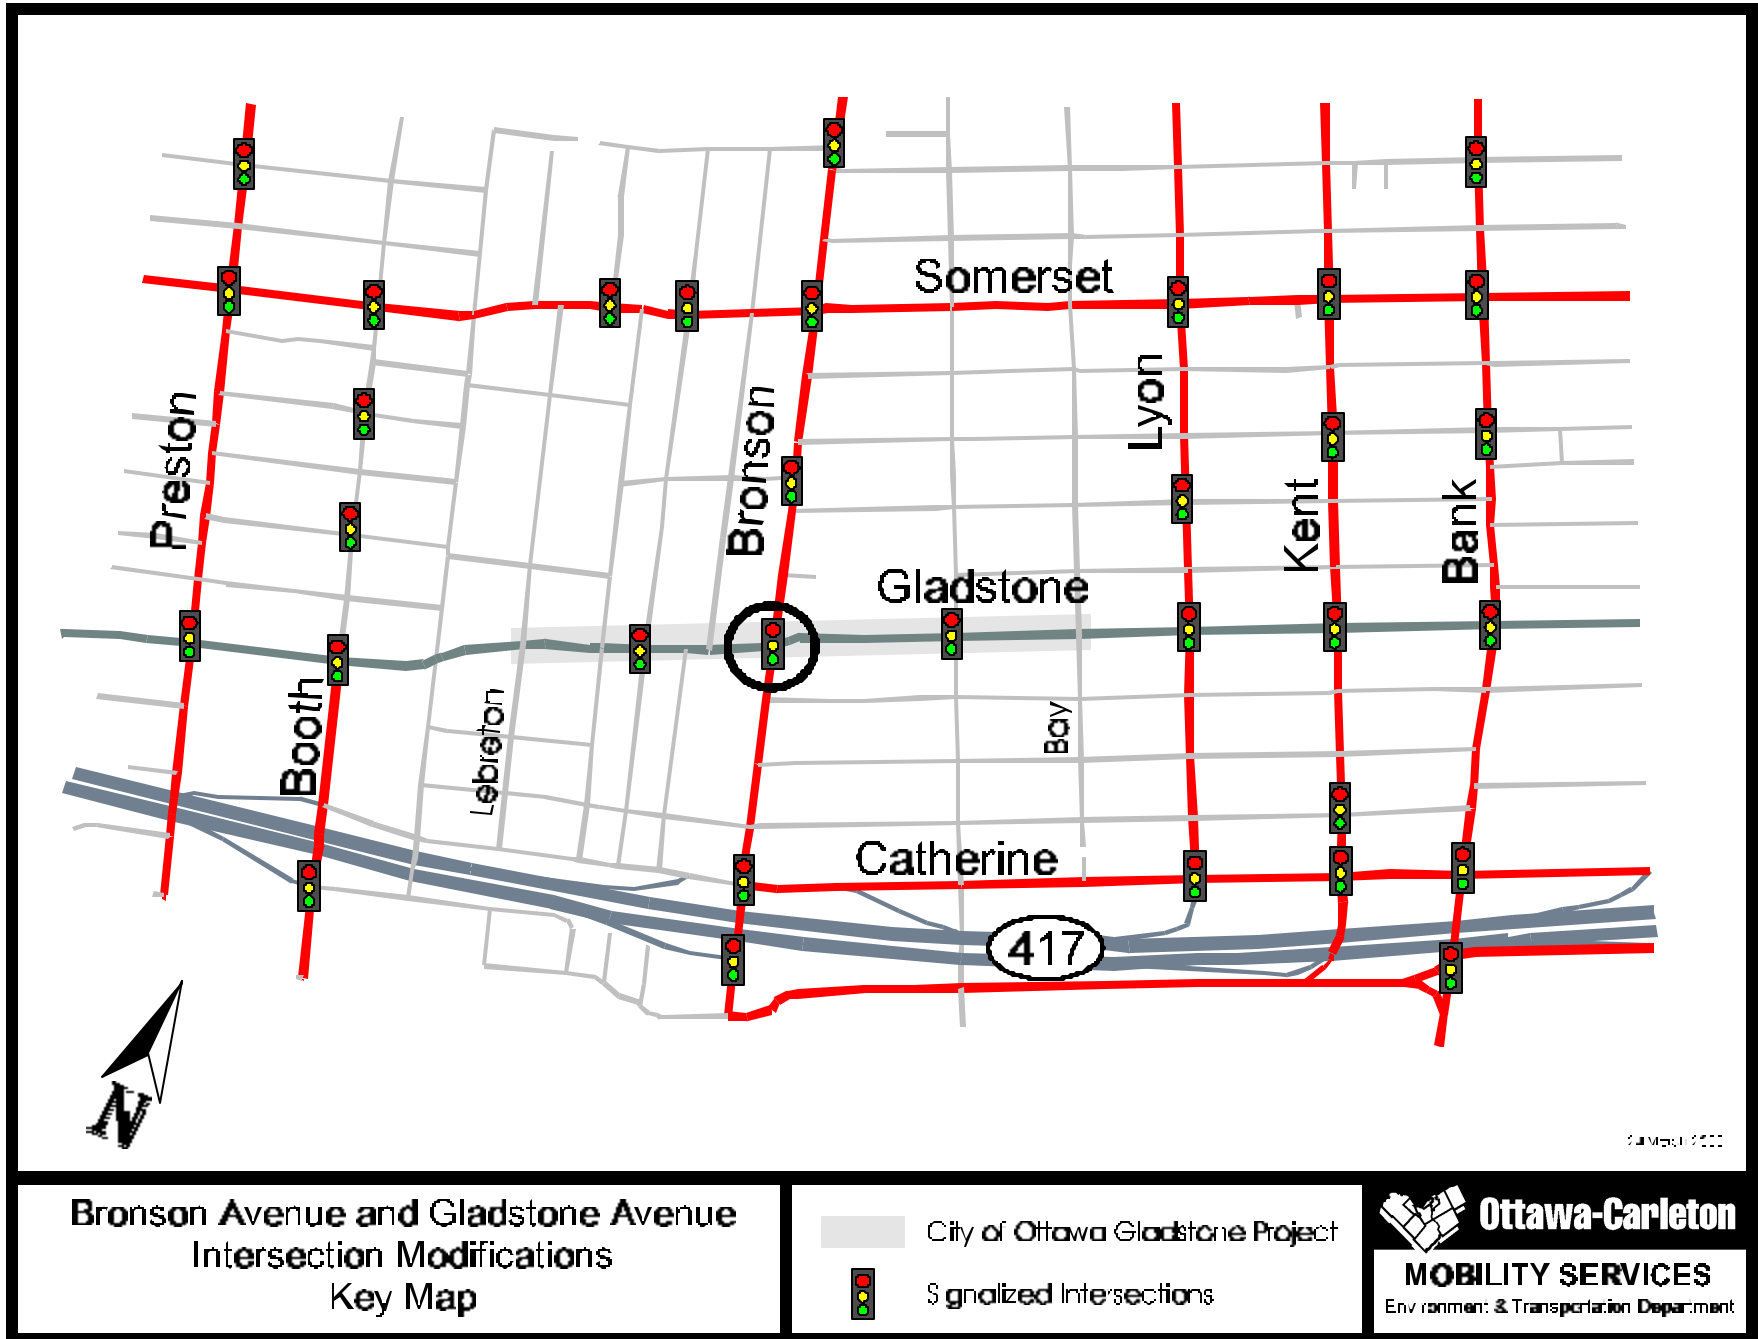 Somerset
Lyon
Preston
Bronson
Kent
Bank
Gladstone
Booth
Lebreton
Bay
Catherine
417
N
Bronson Avenue and Gladstone Avenue
Intersection Modifications
Key Map
City of Ottawa Gladstone Project
Signalized Intersections
Ottawa-Carleton
MOBILITY SERVICES
Environment & Transportation Department